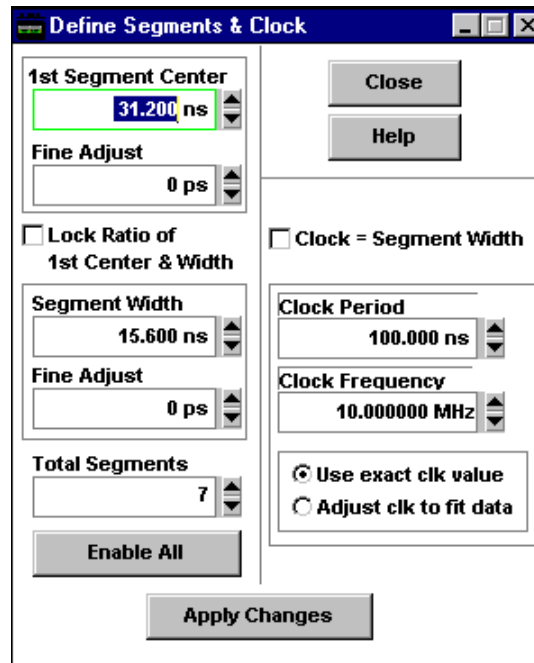 Define Segments & Clock
1st Segment Center
31.200 ns
Fine Adjust
0 ps
Lock Ratio of
1st Center & Width
Segment Width
15.600 ns
Fine Adjust
0 ps
Total Segments
7
Enable All
Close
Help
Clock = Segment Width
Clock Period
100.000 ns
Clock Frequency
10.000000 MHz
Use exact clk value
Adjust clk to fit data
Apply Changes